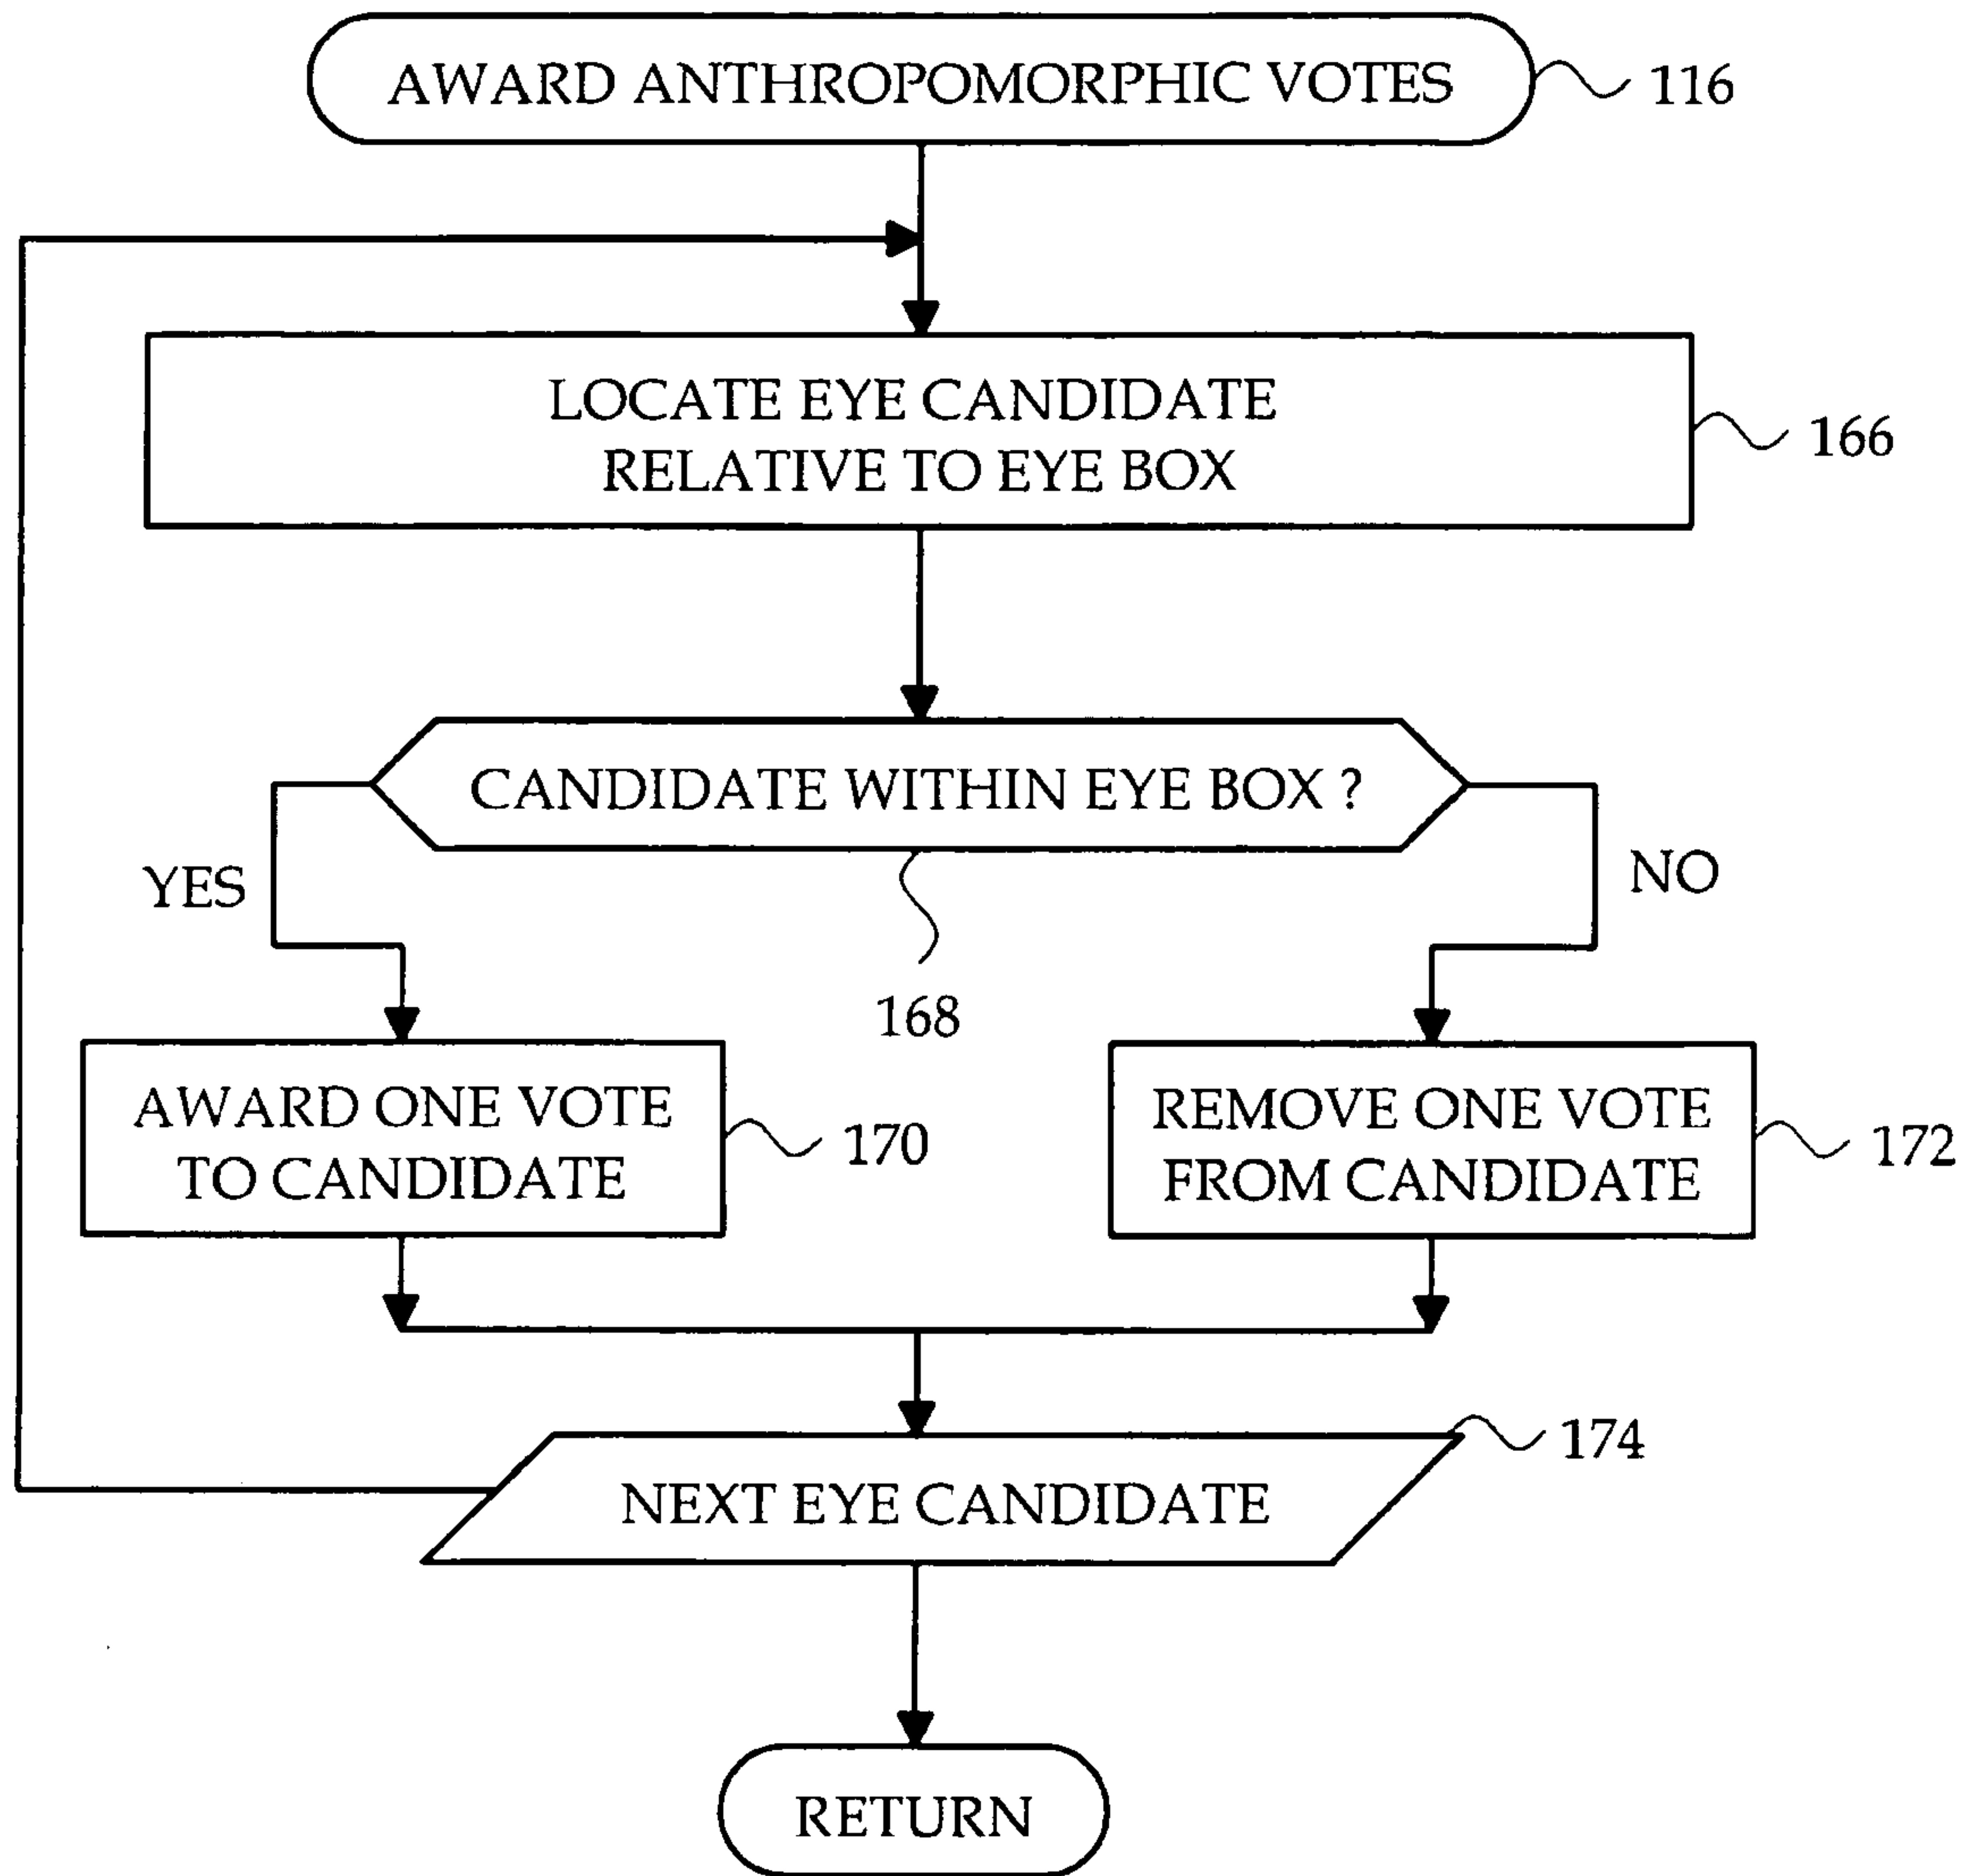 AWARD ANTHROPOMORPHIC VOTES
116
LOCATE EYE CANDIDATE
RELATIVE TO EYE BOX
166
CANDIDATE WITHIN EYE BOX ?
YES
NO
168
AWARD ONE VOTE
TO CANDIDATE
170
REMOVE ONE VOTE
FROM CANDIDATE
172
174
NEXT EYE CANDIDATE
RETURN